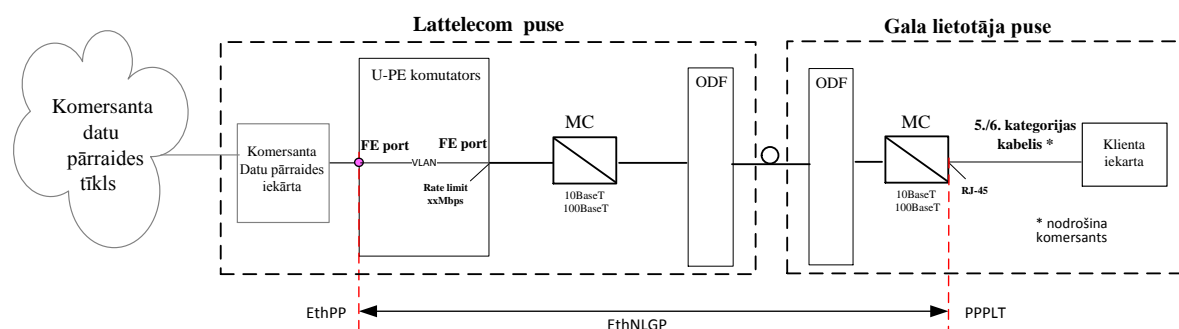 Lattelecom puse
Gala lietotāja puse
Komersanta
datu
pārraides
tīkls
Komersanta
Datu pārraides
iekārta
U-PE komutators
FE port
VLAN
FE port
Rate limit
xxMbps
MC
10BaseT
100BaseT
ODF
ODF
MC
10BaseT
100BaseT
RJ-45
5./6. kategorijas
kabelis *
Klienta
iekarta
* nodrošina
komersants
EthPP
EthNLGP
PPPLT